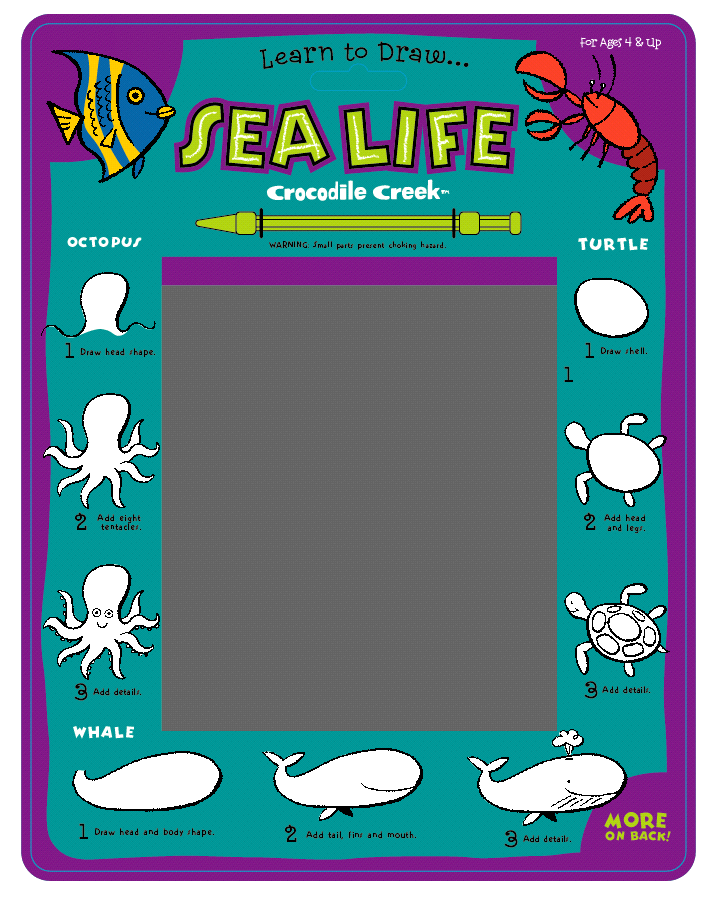 Learn to Draw...
For Ages 4 & Up
SEA LIFE
Crocodile Creek™
WARNING: Small parts present choking hazard.
OCTOPUS
1 Draw head shape.
2 Add eight
tentacles.
3 Add details.
TURTLE
1 Draw shell.
1
2 Add head
and legs.
3 Add details.
WHALE
1 Draw head and body shape.
2 Add tail, fins and mouth.
3 Add details.
MORE
ON BACK!